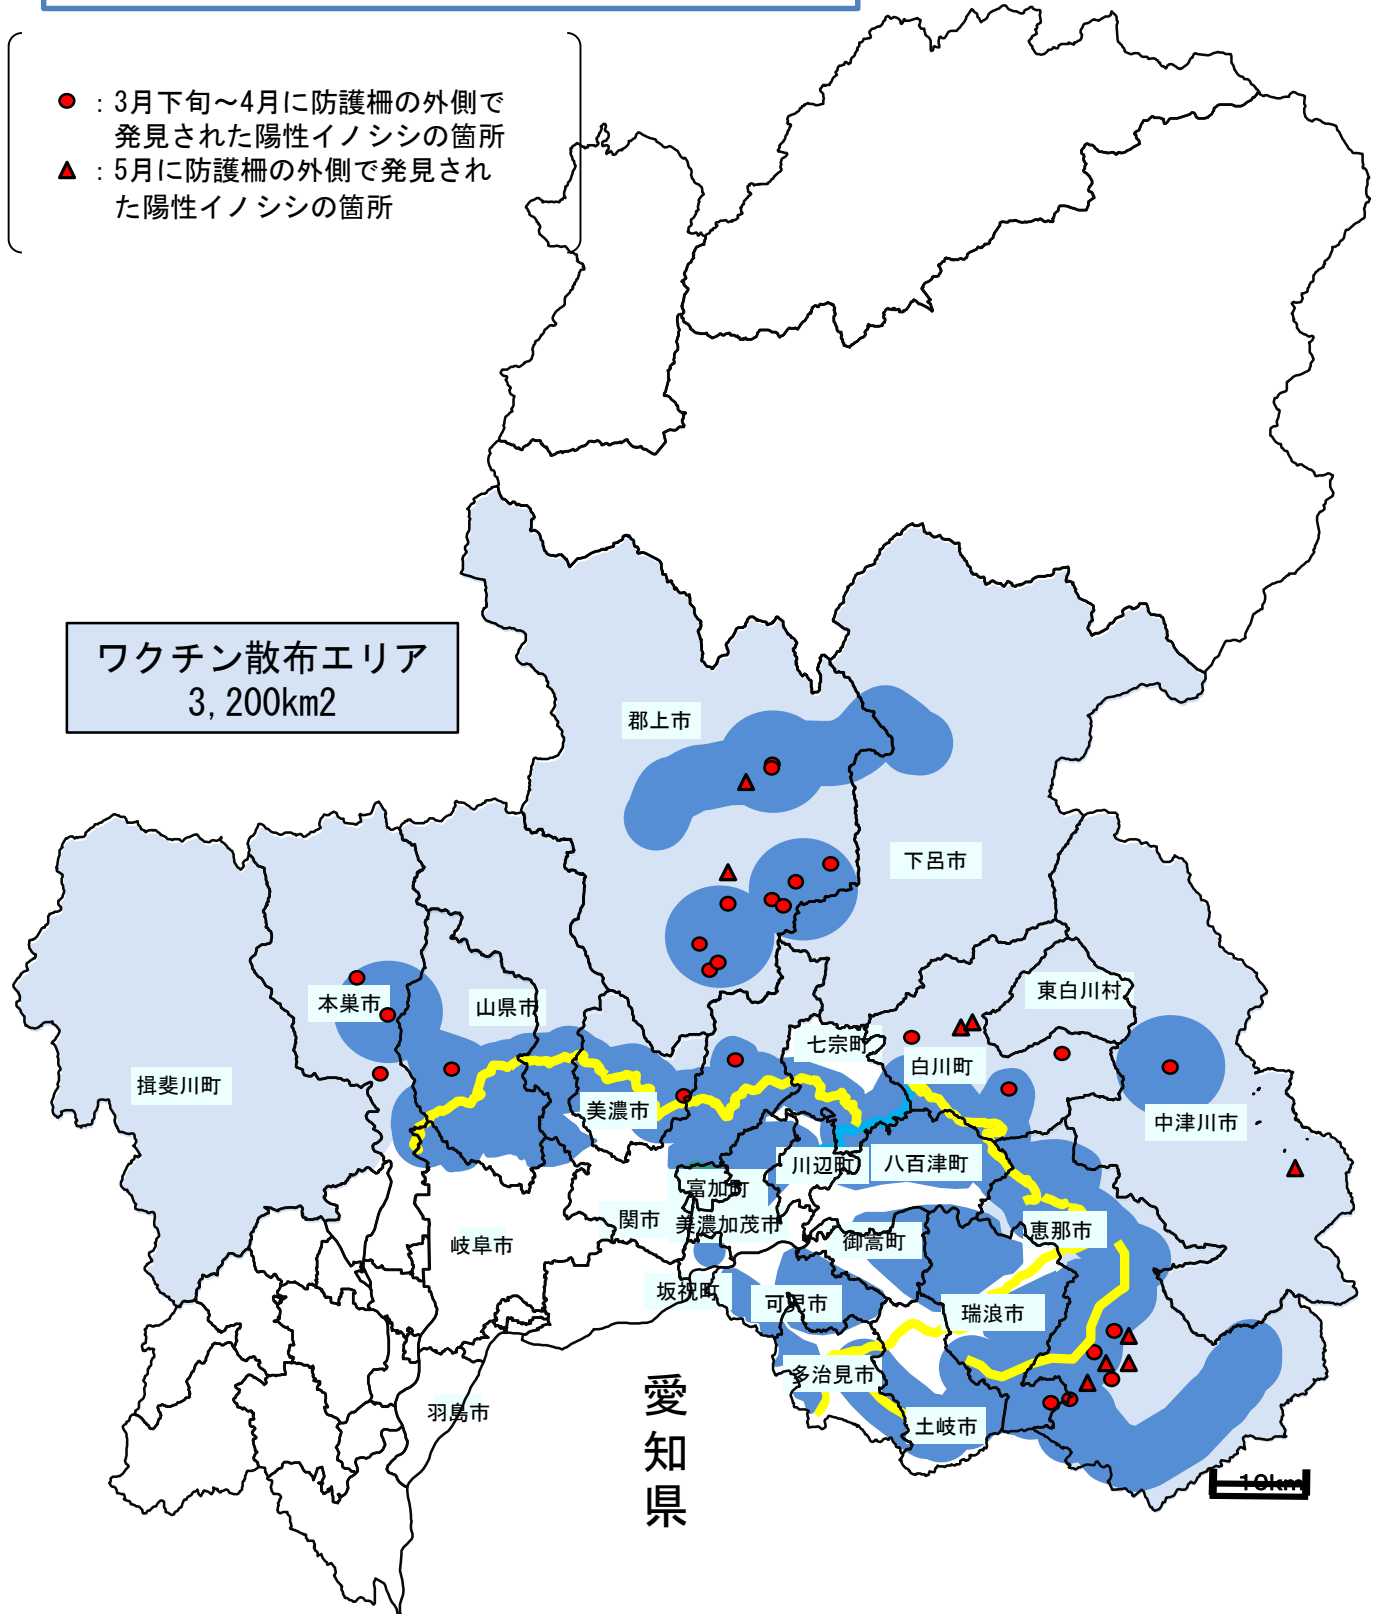 ●：3月下旬～4月に防護柵の外側で
発見された陽性イノシシの箇所
▲：5月に防護柵の外側で発見され
た陽性イノシシの箇所
ワクチン散布エリア
3,200km2
郡上市
下呂市
東白川村
本巣市
山県市
七宗町
白川町
揖斐川町
美濃市
中津川市
川辺町
八百津町
富加町
関市
美濃加茂市
恵那市
岐阜市
御嵩町
坂祝町
可児市
瑞浪市
多治見市
羽島市
土岐市
愛知県
10km